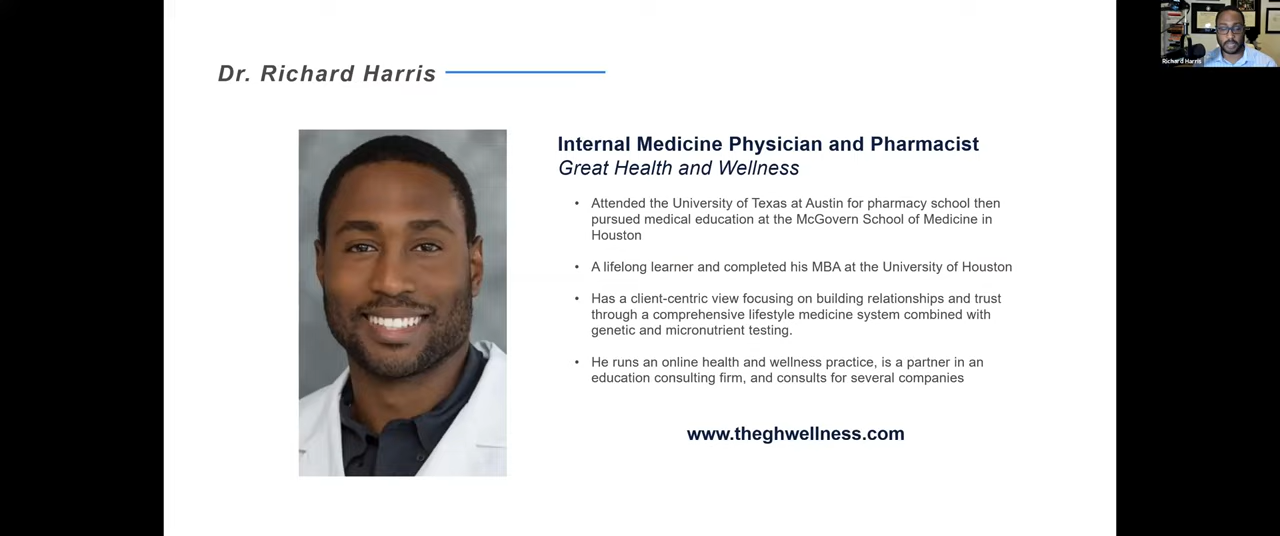 Dr. Richard Harris
Internal Medicine Physician and Pharmacist
Great Health and Wellness
• Attended the University of Texas at Austin for pharmacy school then
pursued medical education at the McGovern School of Medicine in
Houston
• A lifelong learner and completed his MBA at the University of Houston
• Has a client-centric view focusing on building relationships and trust
through a comprehensive lifestyle medicine system combined with
genetic and micronutrient testing.
• He runs an online health and wellness practice, is a partner in an
education consulting firm, and consults for several companies
www.theghwellness.com
Richard Harris